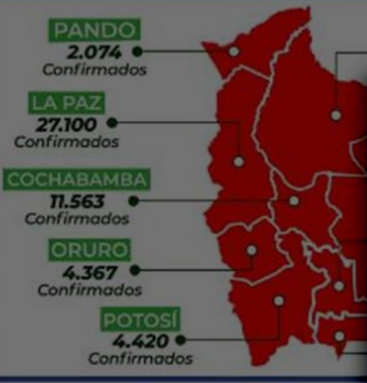 PANDO
2.074
Confirmados
LA PAZ
27.100
Confirmados
COCHABAMBA
11.563
Confirmados
ORURO
4.367
Confirmados
POTOSÍ
4.420
Confirmados